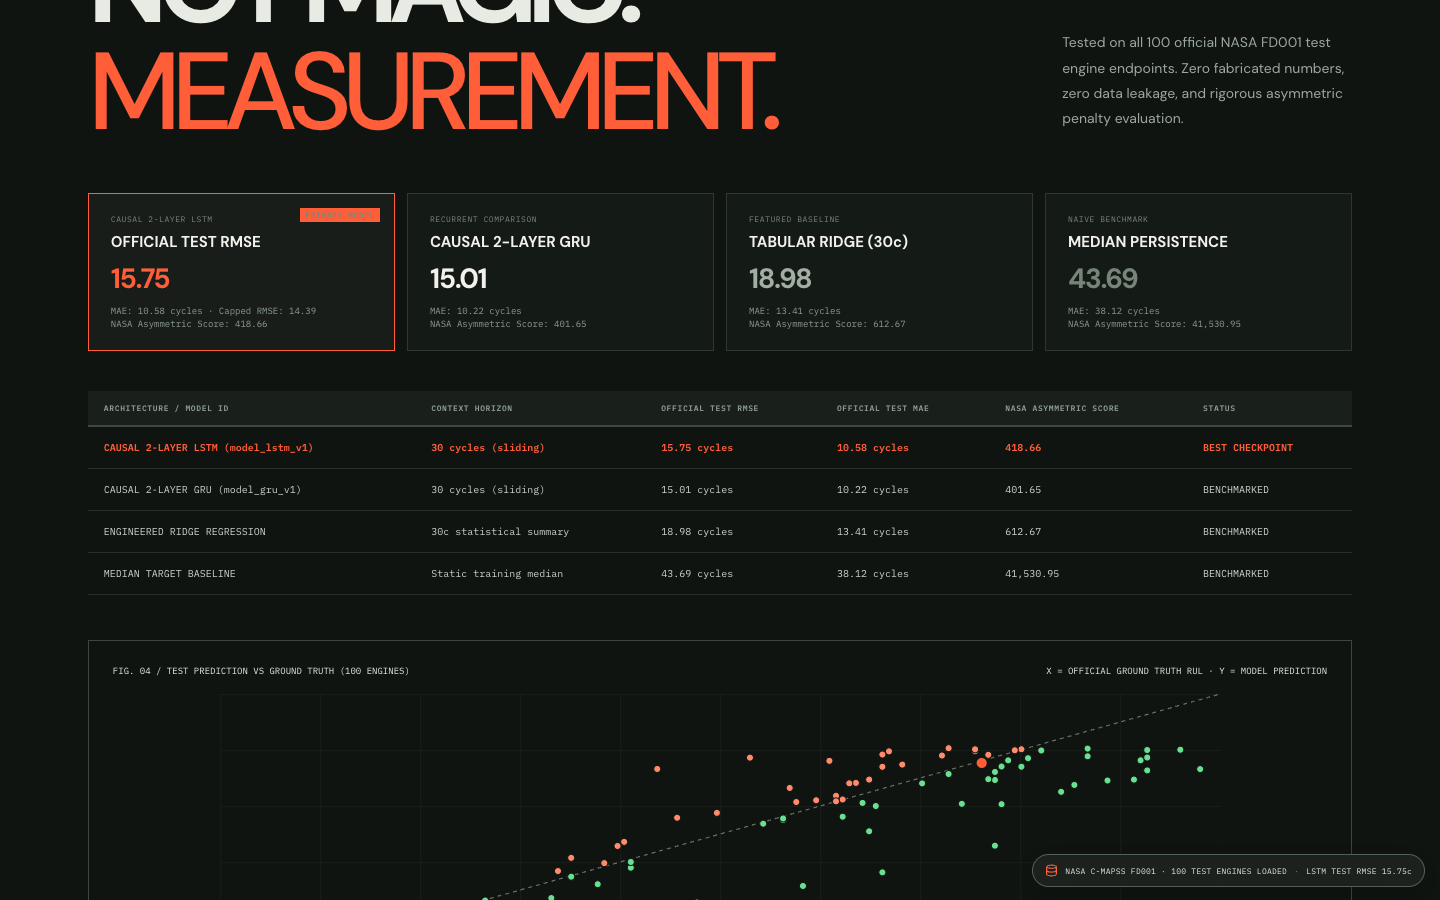 NOT MAGIC.
MEASUREMENT.
Tested on all 100 official NASA FD001 test
engine endpoints. Zero fabricated numbers,
zero data leakage, and rigorous asymmetric
penalty evaluation.
CAUSAL 2-LAYER LSTM
OFFICIAL TEST RMSE
15.75
MAE: 10.58 cycles · Capped RMSE: 14.39
NASA Asymmetric Score: 418.66
RECURRENT COMPARISON
CAUSAL 2-LAYER GRU
15.01
MAE: 10.22 cycles
NASA Asymmetric Score: 401.65
FEATURED BASELINE
TABULAR RIDGE (30c)
18.98
MAE: 13.41 cycles
NASA Asymmetric Score: 612.67
NAIVE BENCHMARK
MEDIAN PERSISTENCE
43.69
MAE: 38.12 cycles
NASA Asymmetric Score: 41,530.95
ARCHITECTURE / MODEL ID CONTEXT HORIZON OFFICIAL TEST RMSE OFFICIAL TEST MAE NASA ASYMMETRIC SCORE STATUS
CAUSAL 2-LAYER LSTM (model_lstm_v1) 30 cycles (sliding) 15.75 cycles 10.58 cycles 418.66 BEST CHECKPOINT
CAUSAL 2-LAYER GRU (model_gru_v1) 30 cycles (sliding) 15.01 cycles 10.22 cycles 401.65 BENCHMARKED
ENGINEERED RIDGE REGRESSION 30c statistical summary 18.98 cycles 13.41 cycles 612.67 BENCHMARKED
MEDIAN TARGET BASELINE Static training median 43.69 cycles 38.12 cycles 41,530.95 BENCHMARKED
FIG. 04 / TEST PREDICTION VS GROUND TRUTH (100 ENGINES)
X = OFFICIAL GROUND TRUTH RUL · Y = MODEL PREDICTION
NASA C-MAPSS FD001 · 100 TEST ENGINES LOADED · LSTM TEST RMSE 15.75c